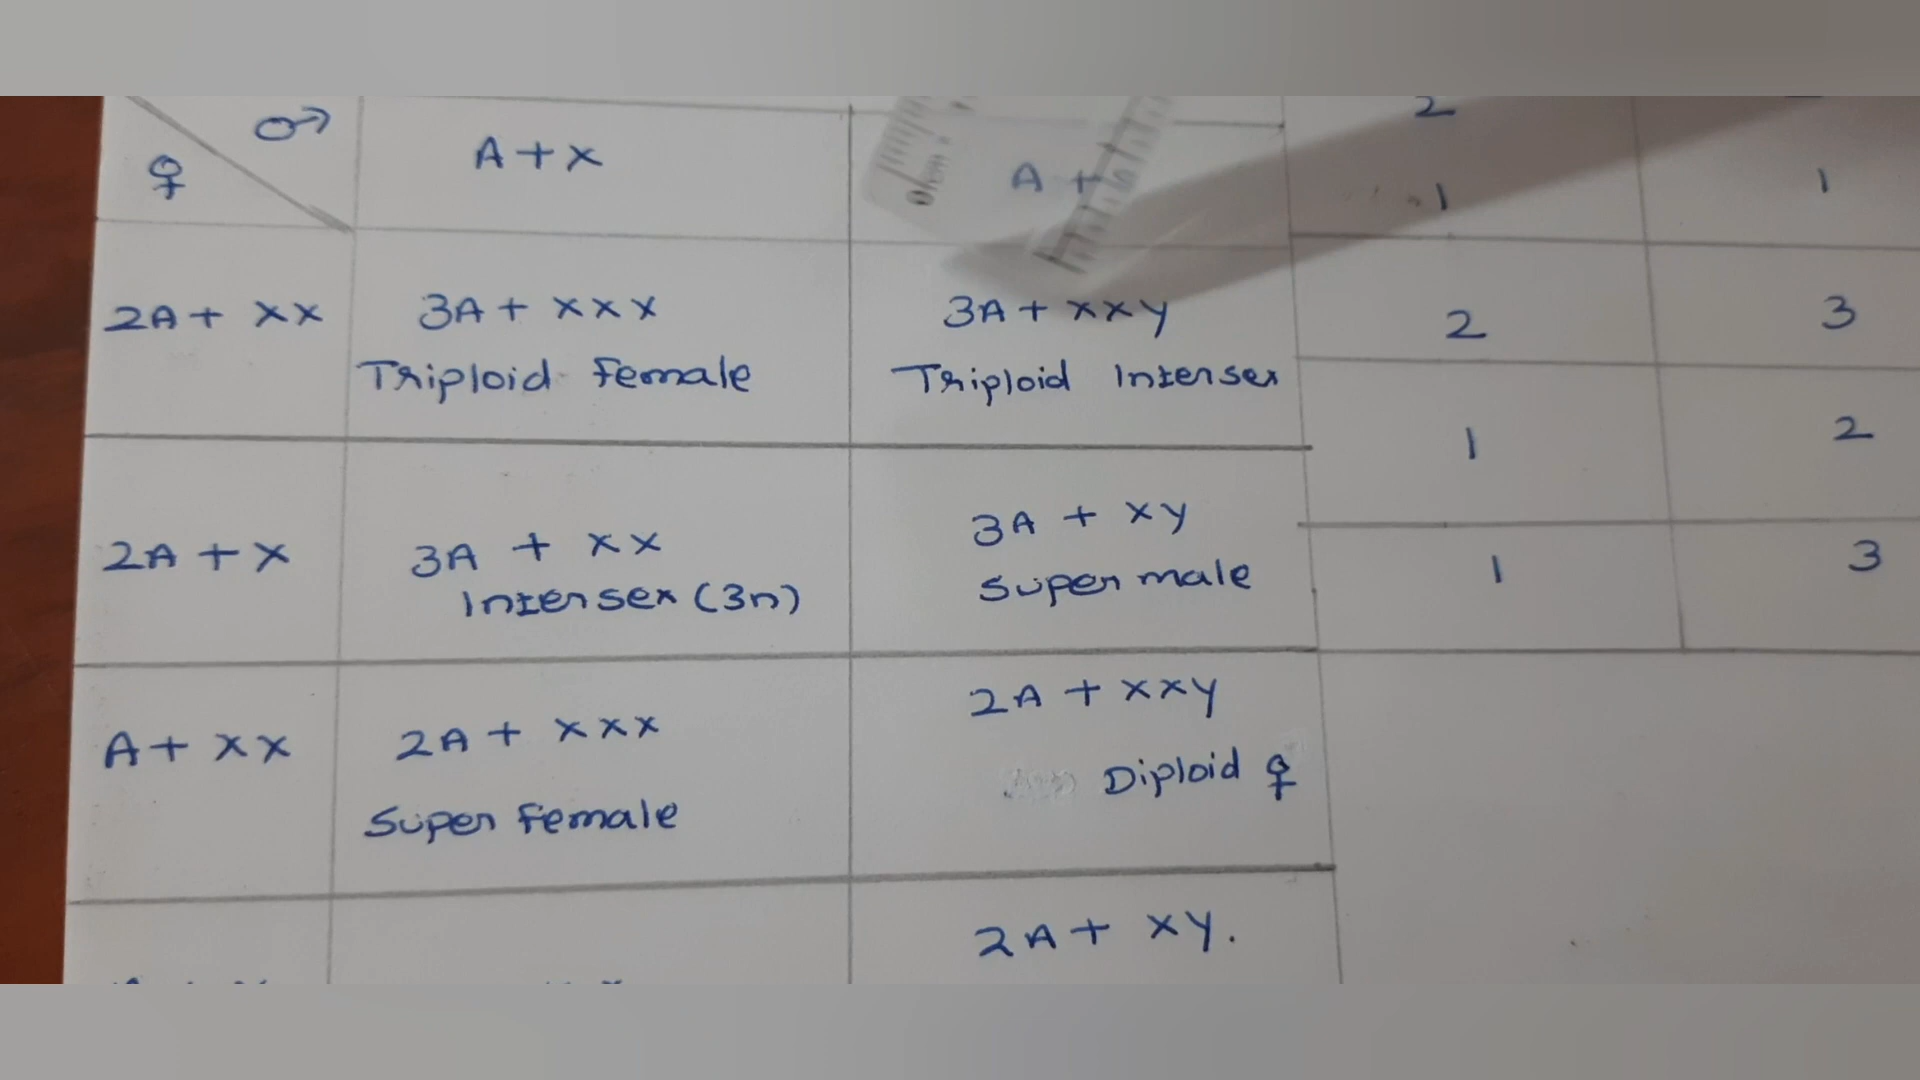 ♀ ♂ A + X A +
2A + XX 3A + XXX 3A + XXY
Triploid Female Triploid Intersex
2A + X 3A + XX 3A + XY
Intersex (3n) Super male
A + XX 2A + XXX 2A + XXY
Super Female Diploid ♀
2A + XY.
2
1 1
2 3
1 2
1 3